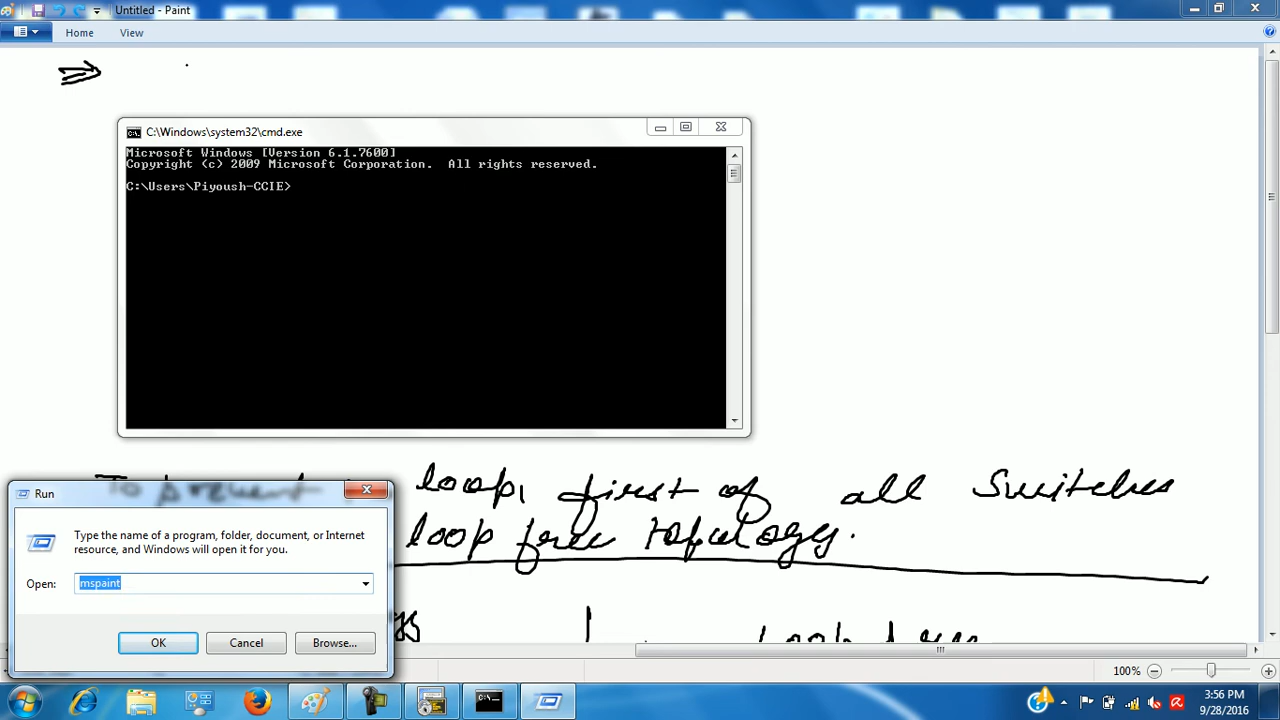 Untitled - Paint
Home
View
C:\Windows\system32\cmd.exe
Microsoft Windows [Version 6.1.7600]
Copyright (c) 2009 Microsoft Corporation.  All rights reserved.
C:\Users\Piyoush-CCIE>
To prevent loop, first of all Switches
loop free topology.
Run
Type the name of a program, folder, document, or Internet
resource, and Windows will open it for you.
Open:
mspaint
OK
Cancel
Browse...
100%
3:56 PM
9/28/2016